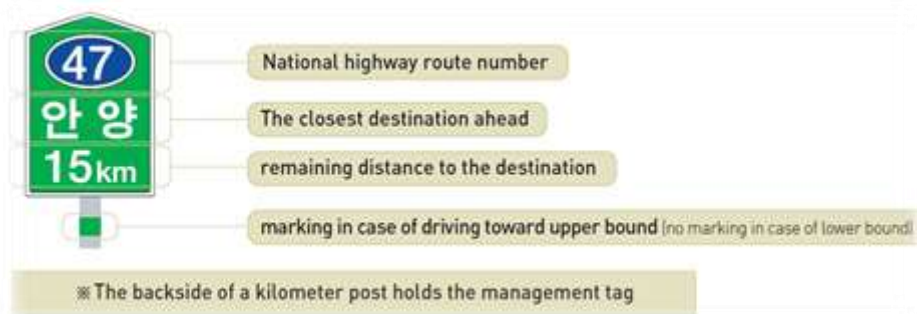 47
National highway route number
안양
The closest destination ahead
15km
remaining distance to the destination
marking in case of driving toward upper bound (no marking in case of lower bound)
※The backside of a kilometer post holds the management tag